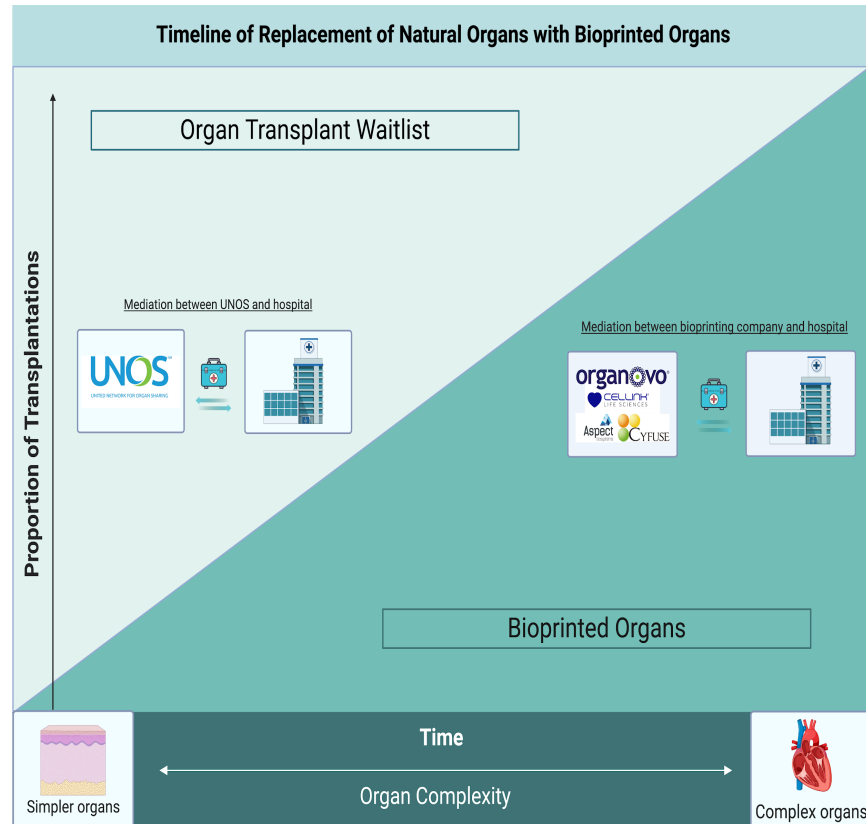 Timeline of Replacement of Natural Organs with Bioprinted Organs
Organ Transplant Waitlist
Proportion of Transplantations
Mediation between UNOS and hospital
UNOS
UNITED NETWORK FOR ORGAN SHARING
Mediation between bioprinting company and hospital
organovo
CELLINK
LIFE SCIENCES
Aspect
CYFUSE
Bioprinted Organs
Time
Organ Complexity
Simpler organs
Complex organs